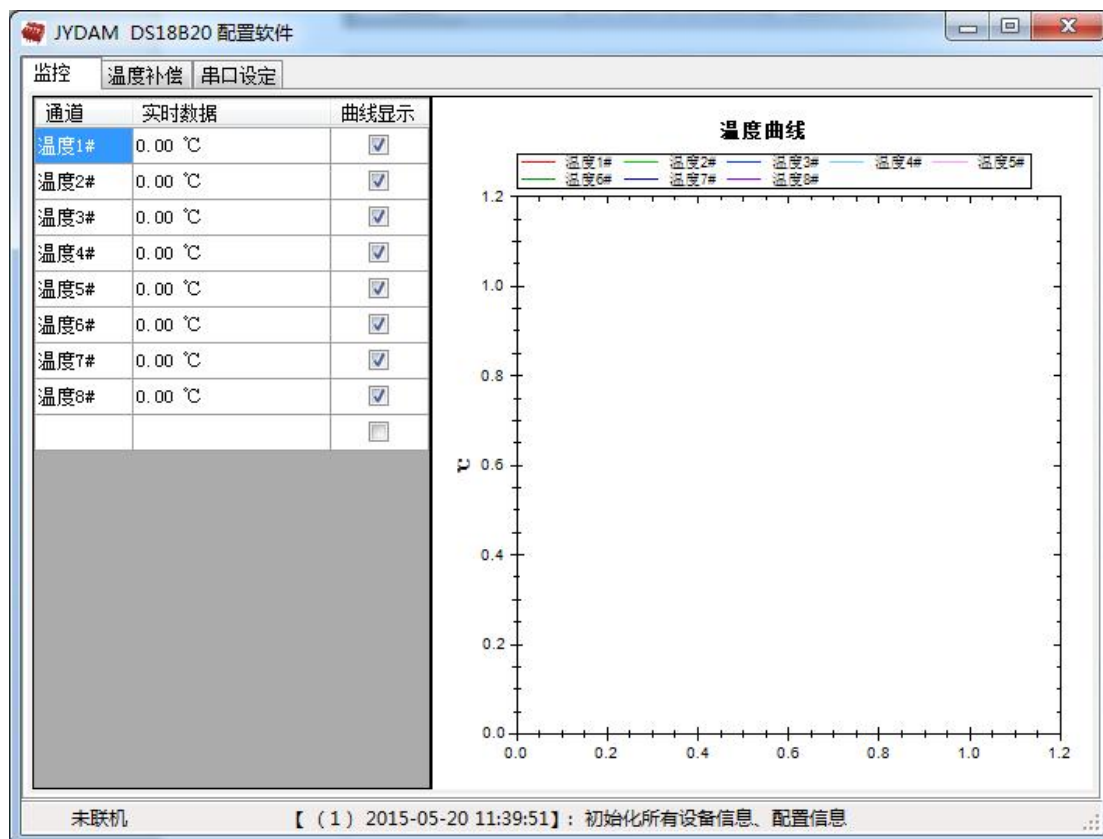 JYDAM DS18B20 配置软件
监控 温度补偿 串口设定
通道 实时数据 曲线显示
温度1# 0.00 ℃
温度2# 0.00 ℃
温度3# 0.00 ℃
温度4# 0.00 ℃
温度5# 0.00 ℃
温度6# 0.00 ℃
温度7# 0.00 ℃
温度8# 0.00 ℃
温度曲线
温度1# 温度2# 温度3# 温度4# 温度5#
温度6# 温度7# 温度8#
℃
1.2
1.0
0.8
0.6
0.4
0.2
0.0
0.0 0.2 0.4 0.6 0.8 1.0 1.2
未联机 【（1）2015-05-20 11:39:51】：初始化所有设备信息、配置信息